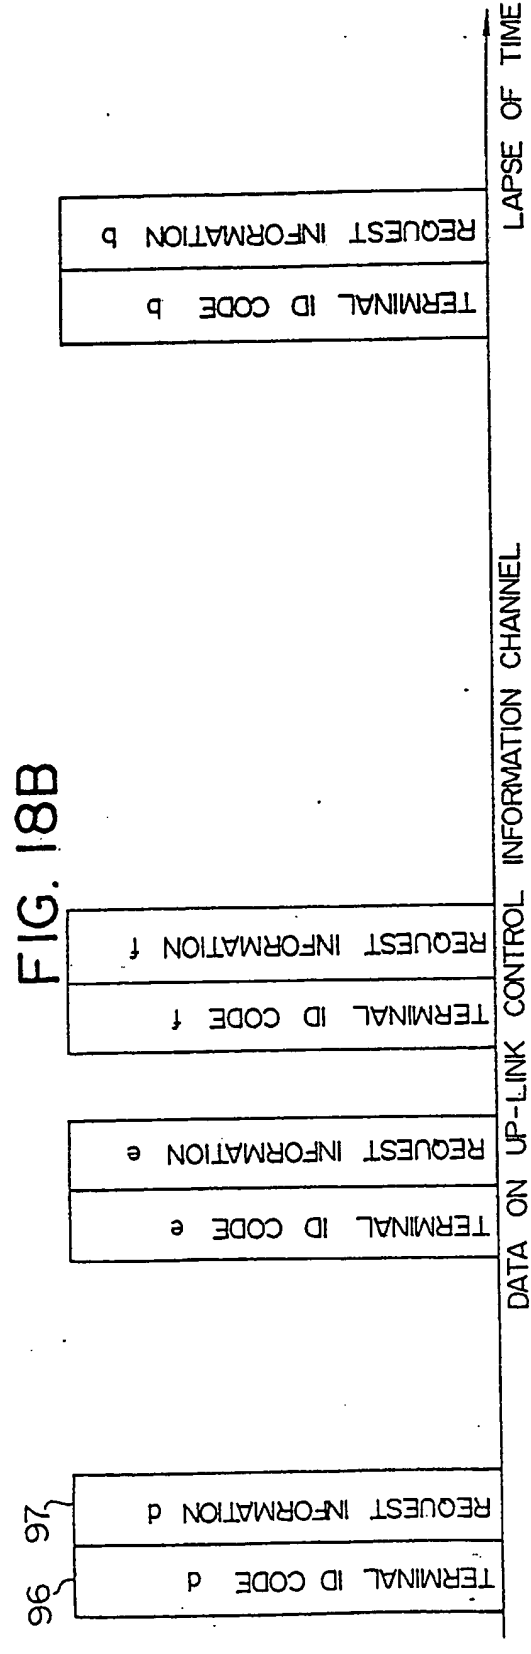 FIG. 18B
96
97
TERMINAL ID CODE d
REQUEST INFORMATION d
TERMINAL ID CODE e
REQUEST INFORMATION e
TERMINAL ID CODE f
REQUEST INFORMATION f
TERMINAL ID CODE b
REQUEST INFORMATION b
DATA ON UP-LINK CONTROL INFORMATION CHANNEL
LAPSE OF TIME